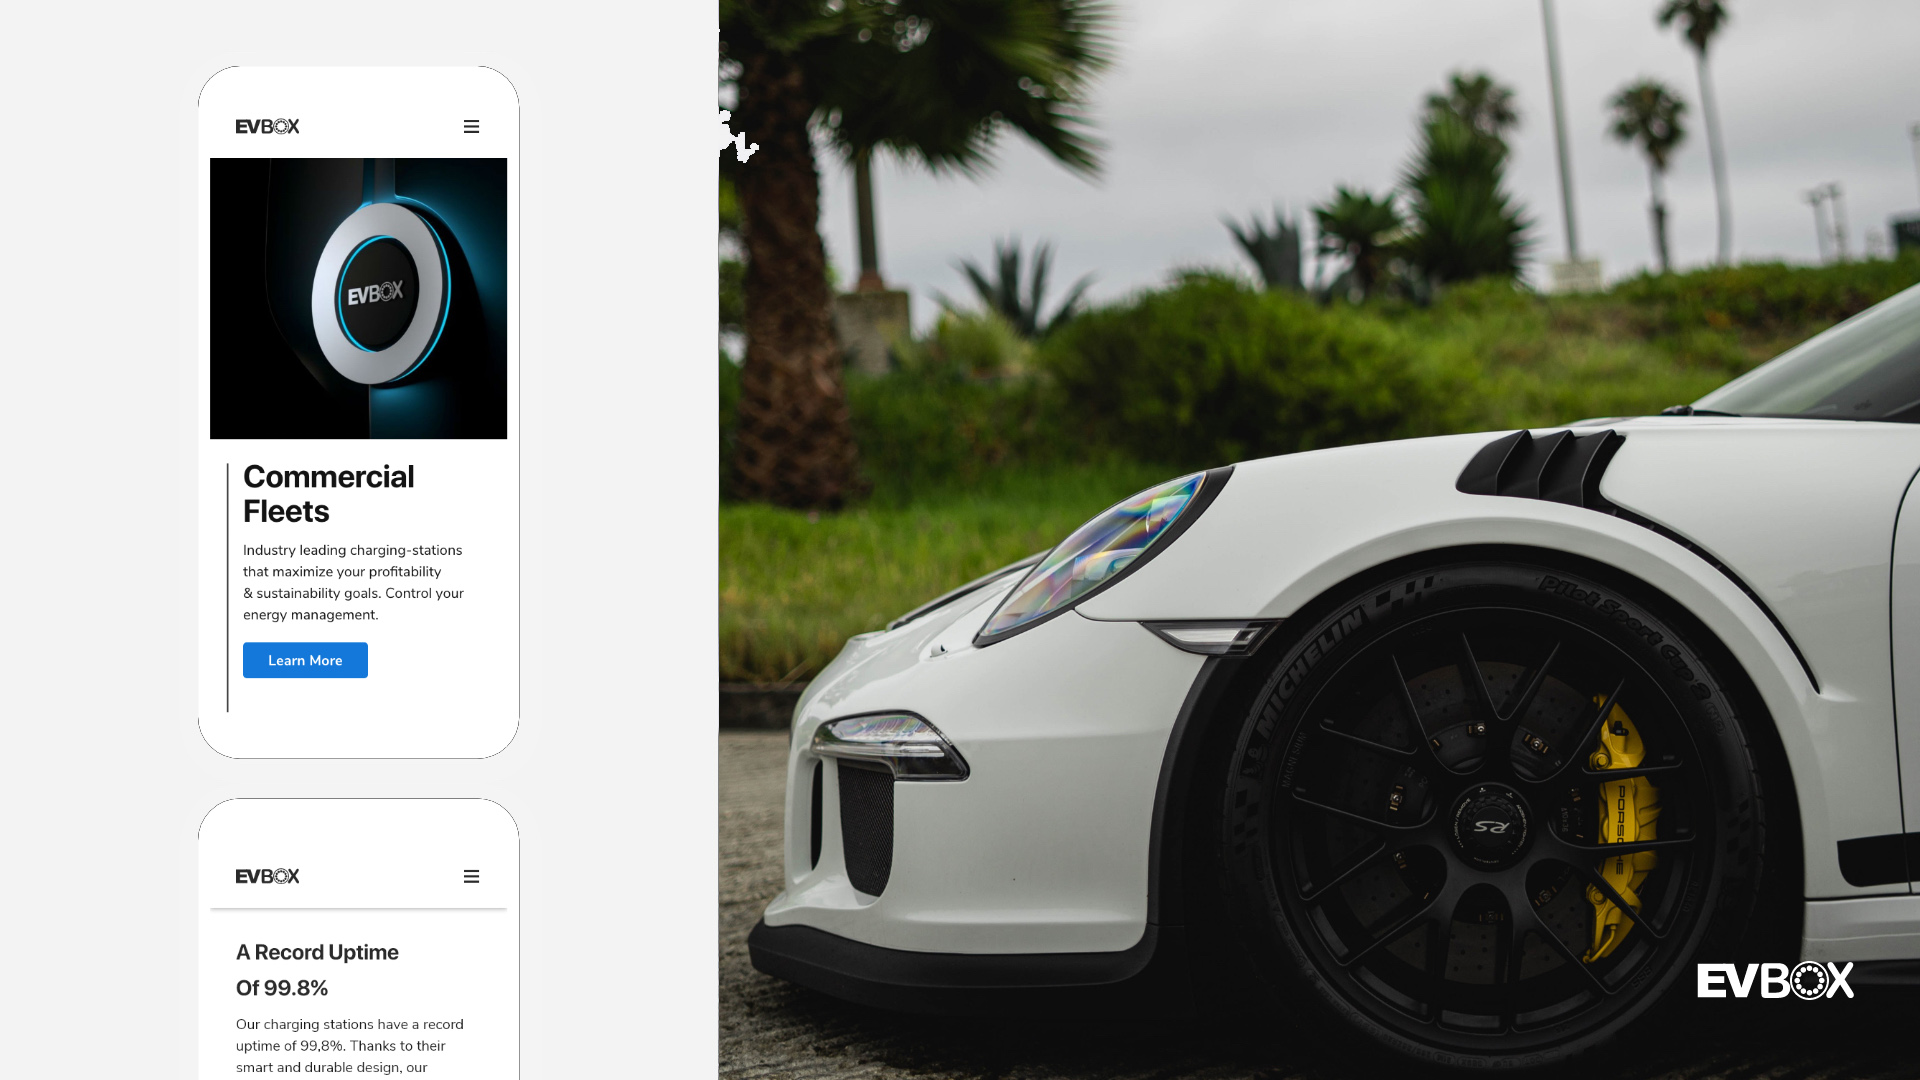 EVBOX
EVBOX
Commercial
Fleets
Industry leading charging-stations
that maximize your profitability
& sustainability goals. Control your
energy management.
Learn More
EVBOX
A Record Uptime
Of 99.8%
Our charging stations have a record
uptime of 99,8%. Thanks to their
smart and durable design, our
MICHELIN
Pilot Sport Cup 2
RS
PORSCHE
EVBOX